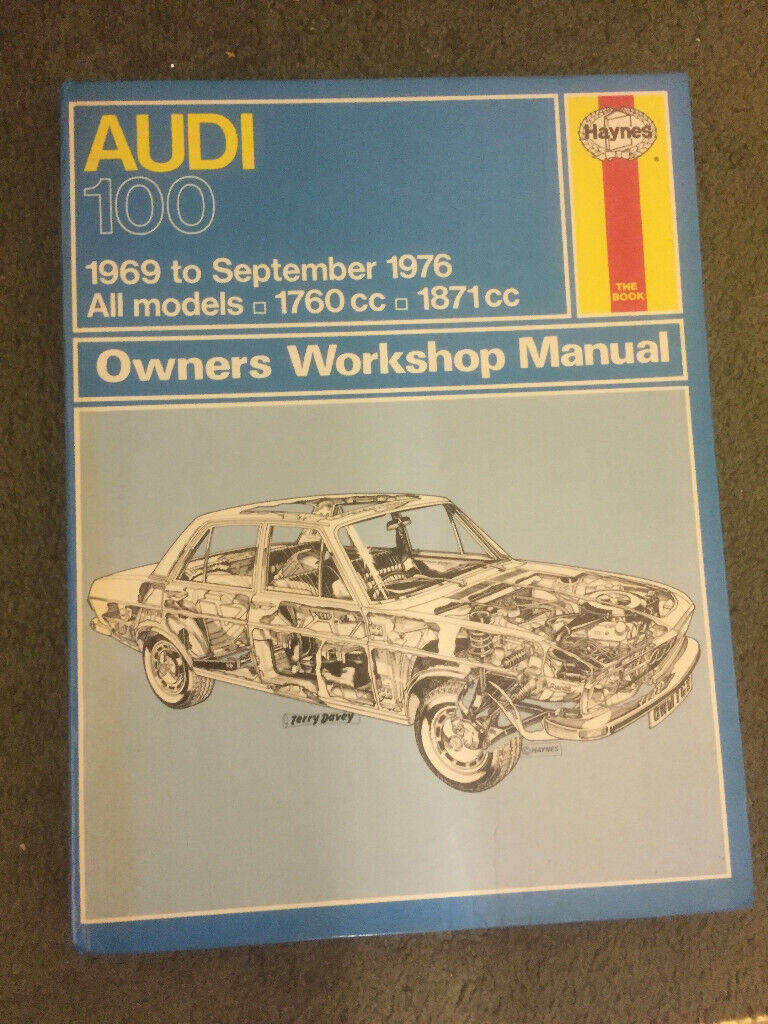 AUDI
100
1969 to September 1976
All models □ 1760 cc □ 1871 cc
Haynes
THE
BOOK
Owners Workshop Manual
Terry Davey
© HAYNES